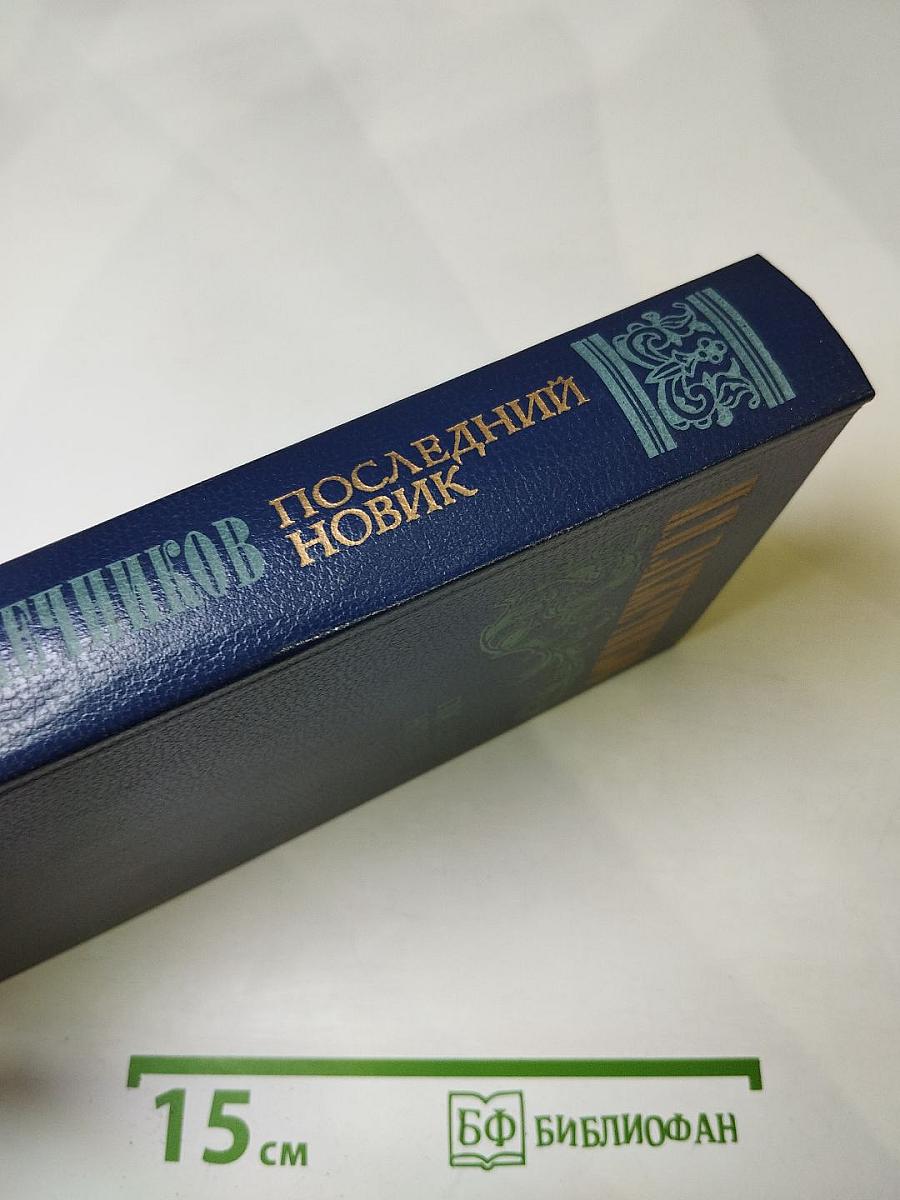 ЕЧНИКОВ
ПОСЛЕДНИЙ
НОВИК
15 см
БФ БИБЛИОФАН